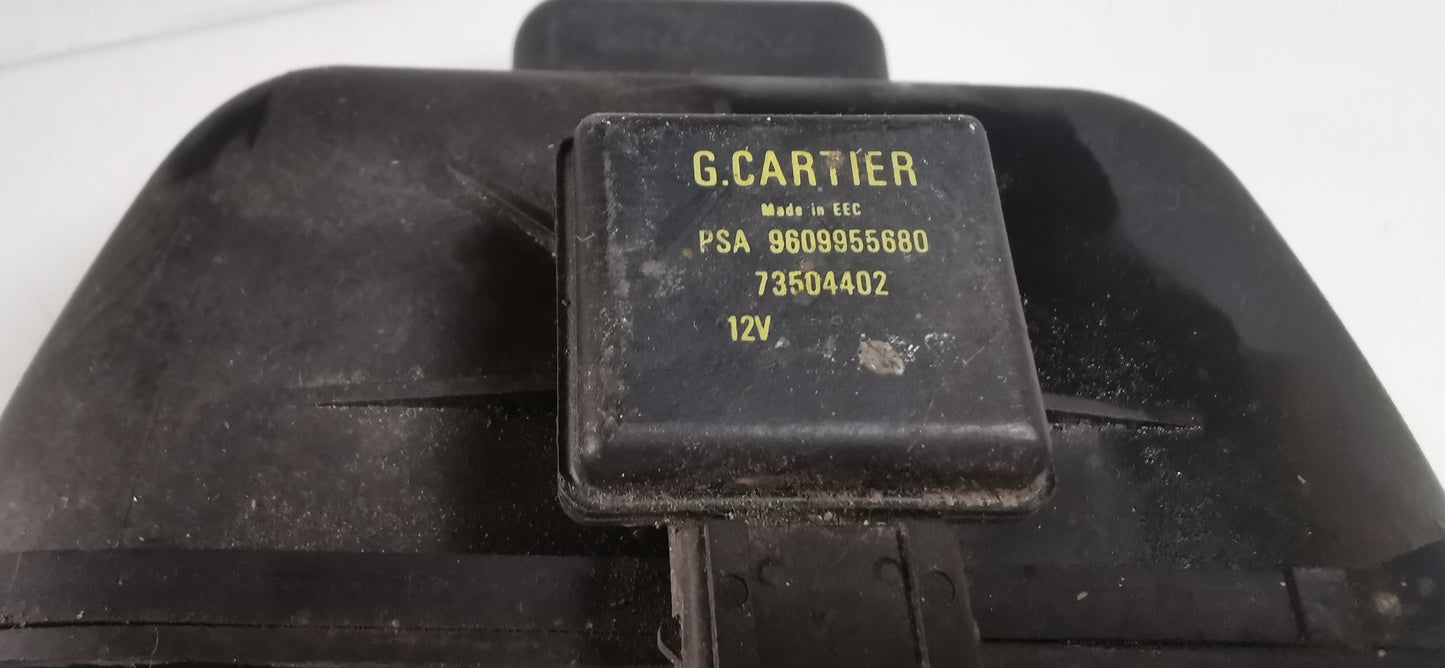 G.CARTIER
Made in EEC
PSA 9609955680
73504402
12V